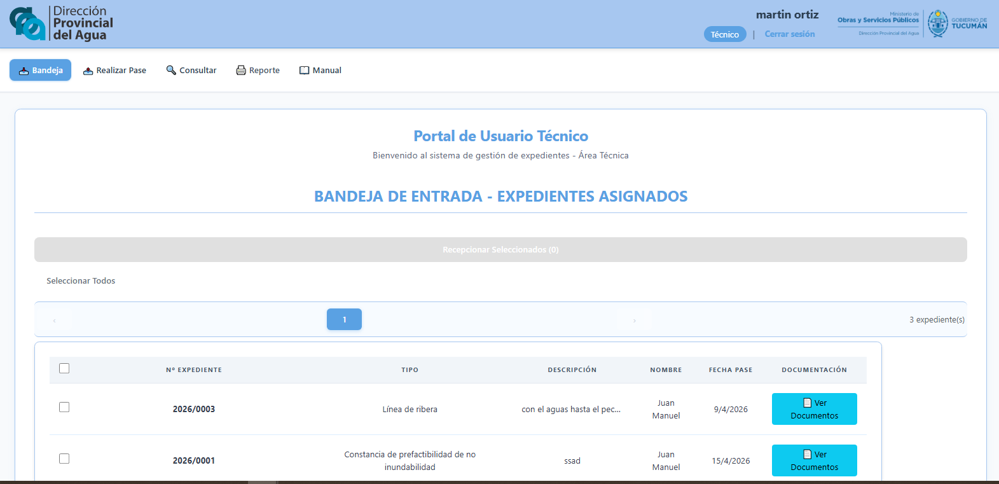 Dirección
Provincial
del Agua
martin ortiz
Técnico | Cerrar sesión
Ministerio de
Obras y Servicios Públicos
Dirección Provincial del Agua
GOBIERNO DE
TUCUMÁN
Bandeja Realizar Pase Consultar Reporte Manual
Portal de Usuario Técnico
Bienvenido al sistema de gestión de expedientes - Área Técnica
BANDEJA DE ENTRADA - EXPEDIENTES ASIGNADOS
Recepcionar Seleccionados (0)
Seleccionar Todos
‹ 1 › 3 expediente(s)
Nº EXPEDIENTE TIPO DESCRIPCIÓN NOMBRE FECHA PASE DOCUMENTACIÓN
2026/0003 Línea de ribera con el aguas hasta el pec... Juan Manuel 9/4/2026 Ver Documentos
2026/0001 Constancia de prefactibilidad de no inundabilidad ssad Juan Manuel 15/4/2026 Ver Documentos